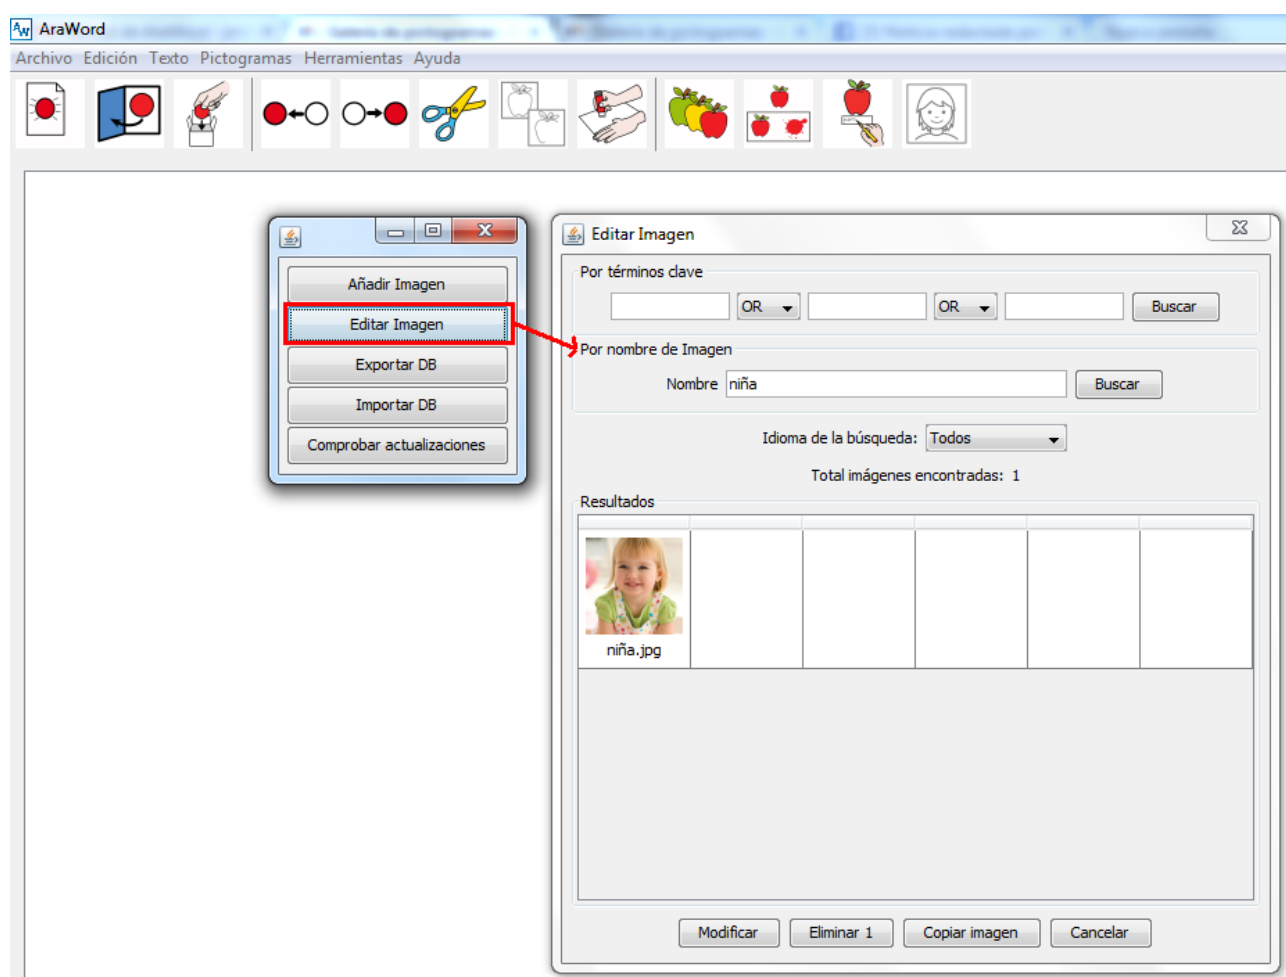 AraWord
Archivo Edición Texto Pictogramas Herramientas Ayuda
Añadir Imagen
Editar Imagen
Exportar DB
Importar DB
Comprobar actualizaciones
Editar Imagen
Por términos clave
OR OR Buscar
Por nombre de Imagen
Nombre niña Buscar
Idioma de la búsqueda: Todos
Total imágenes encontradas: 1
Resultados
niña.jpg
Modificar Eliminar 1 Copiar imagen Cancelar